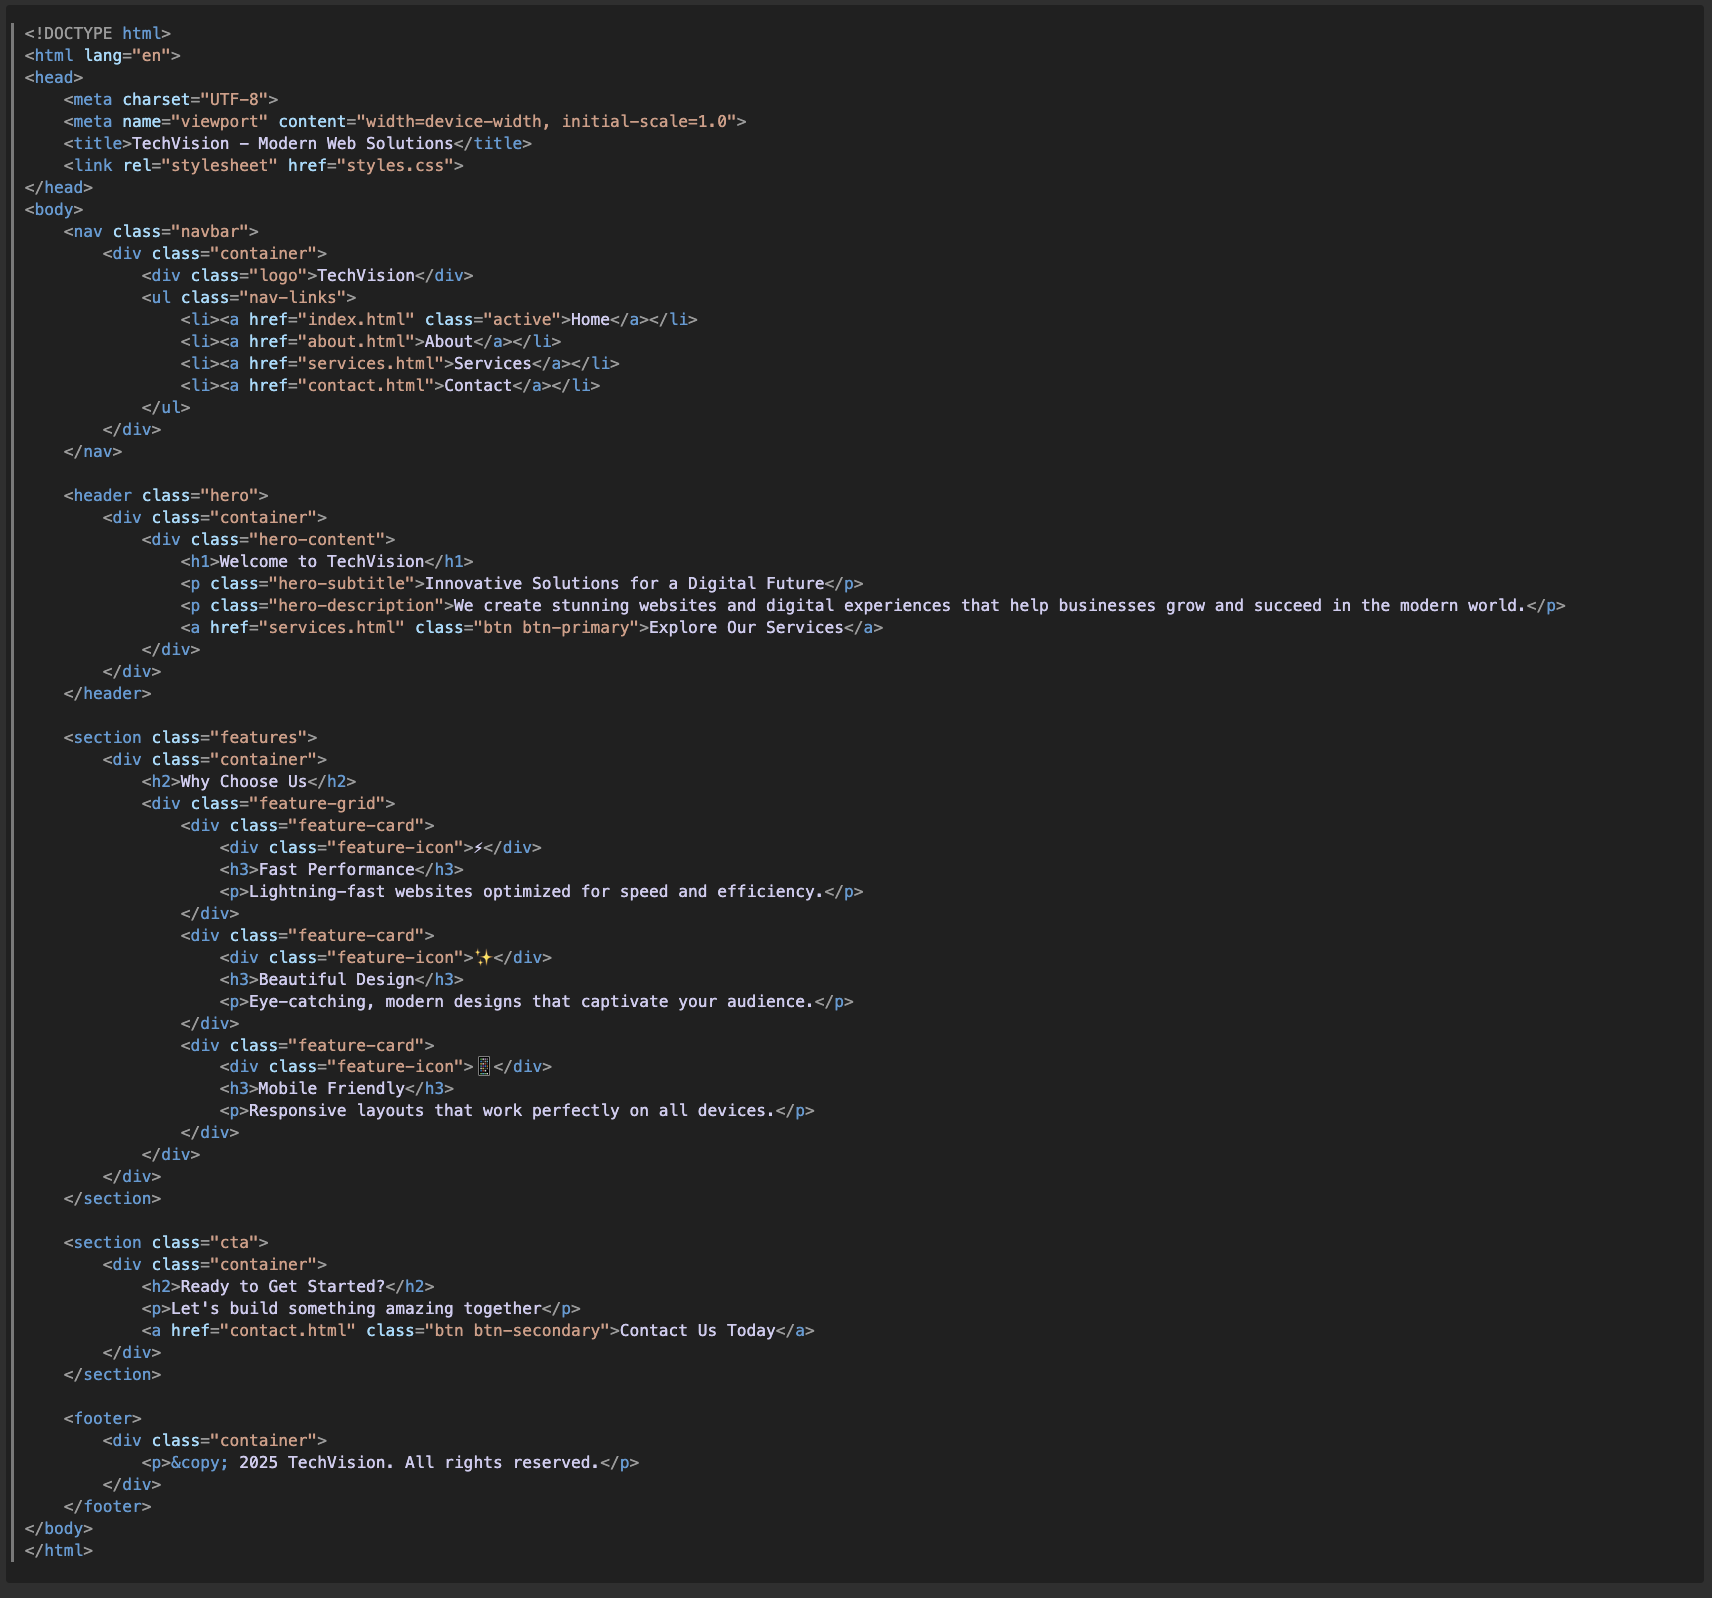 <!DOCTYPE html>
<html lang="en">
<head>
    <meta charset="UTF-8">
    <meta name="viewport" content="width=device-width, initial-scale=1.0">
    <title>TechVision – Modern Web Solutions</title>
    <link rel="stylesheet" href="styles.css">
</head>
<body>
    <nav class="navbar">
        <div class="container">
            <div class="logo">TechVision</div>
            <ul class="nav-links">
                <li><a href="index.html" class="active">Home</a></li>
                <li><a href="about.html">About</a></li>
                <li><a href="services.html">Services</a></li>
                <li><a href="contact.html">Contact</a></li>
            </ul>
        </div>
    </nav>

    <header class="hero">
        <div class="container">
            <div class="hero-content">
                <h1>Welcome to TechVision</h1>
                <p class="hero-subtitle">Innovative Solutions for a Digital Future</p>
                <p class="hero-description">We create stunning websites and digital experiences that help businesses grow and succeed in the modern world.</p>
                <a href="services.html" class="btn btn-primary">Explore Our Services</a>
            </div>
        </div>
    </header>

    <section class="features">
        <div class="container">
            <h2>Why Choose Us</h2>
            <div class="feature-grid">
                <div class="feature-card">
                    <div class="feature-icon">⚡</div>
                    <h3>Fast Performance</h3>
                    <p>Lightning-fast websites optimized for speed and efficiency.</p>
                </div>
                <div class="feature-card">
                    <div class="feature-icon">✨</div>
                    <h3>Beautiful Design</h3>
                    <p>Eye-catching, modern designs that captivate your audience.</p>
                </div>
                <div class="feature-card">
                    <div class="feature-icon">📱</div>
                    <h3>Mobile Friendly</h3>
                    <p>Responsive layouts that work perfectly on all devices.</p>
                </div>
            </div>
        </div>
    </section>

    <section class="cta">
        <div class="container">
            <h2>Ready to Get Started?</h2>
            <p>Let's build something amazing together</p>
            <a href="contact.html" class="btn btn-secondary">Contact Us Today</a>
        </div>
    </section>

    <footer>
        <div class="container">
            <p>&copy; 2025 TechVision. All rights reserved.</p>
        </div>
    </footer>
</body>
</html>